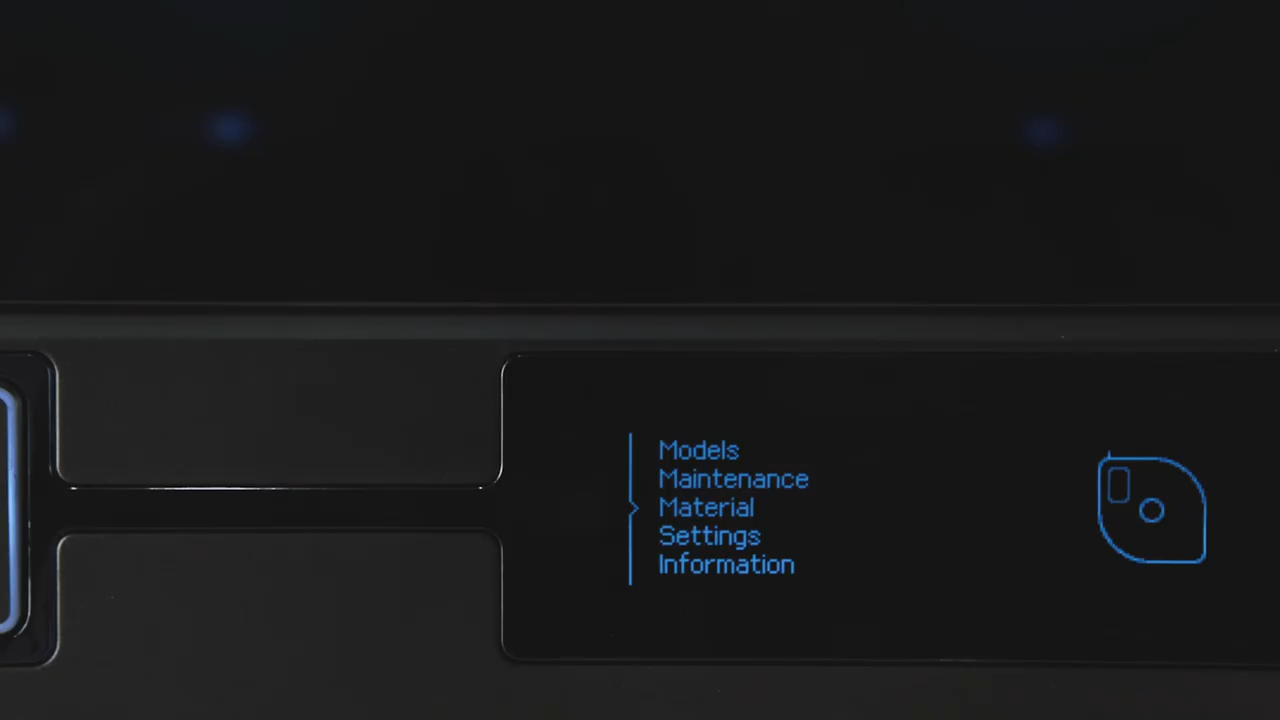 Models
Maintenance
Material
Settings
Information